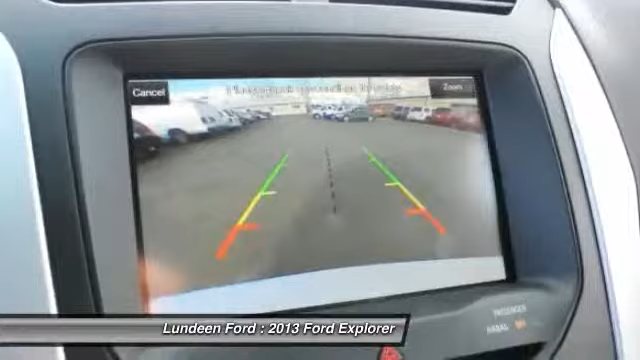 Cancel
Zoom
PASSENGER
AIRBAG
Lundeen Ford : 2013 Ford Explorer